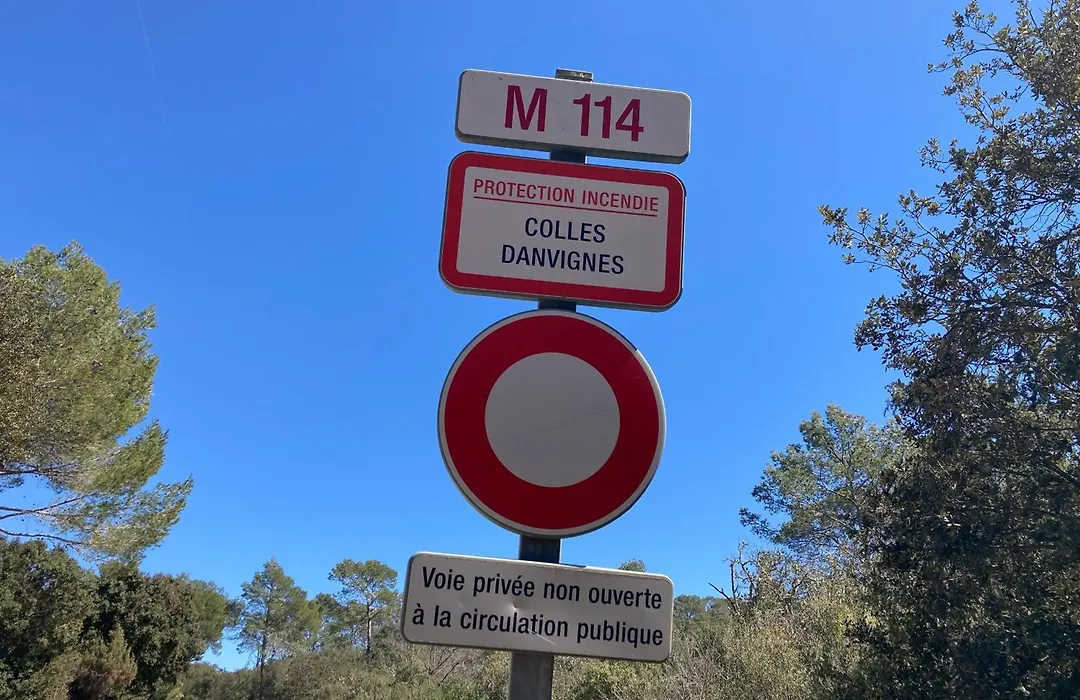 M 114
PROTECTION INCENDIE
COLLES
DANVIGNES
Voie privée non ouverte
à la circulation publique